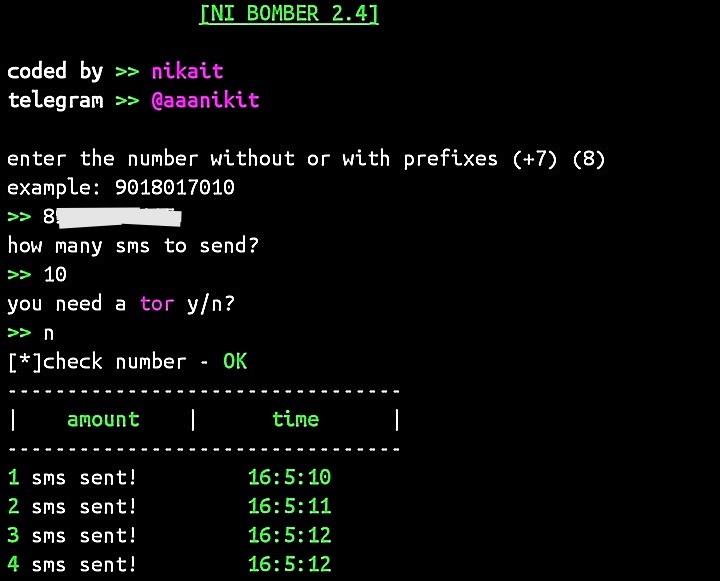 [NI BOMBER 2.4]
coded by >> nikait
telegram >> @aaanikit
enter the number without or with prefixes (+7) (8)
example: 9018017010
>> 8
how many sms to send?
>> 10
you need a tor y/n?
>> n
[*]check number - OK
---------------------------------
| amount | time |
---------------------------------
1 sms sent! 16:5:10
2 sms sent! 16:5:11
3 sms sent! 16:5:12
4 sms sent! 16:5:12